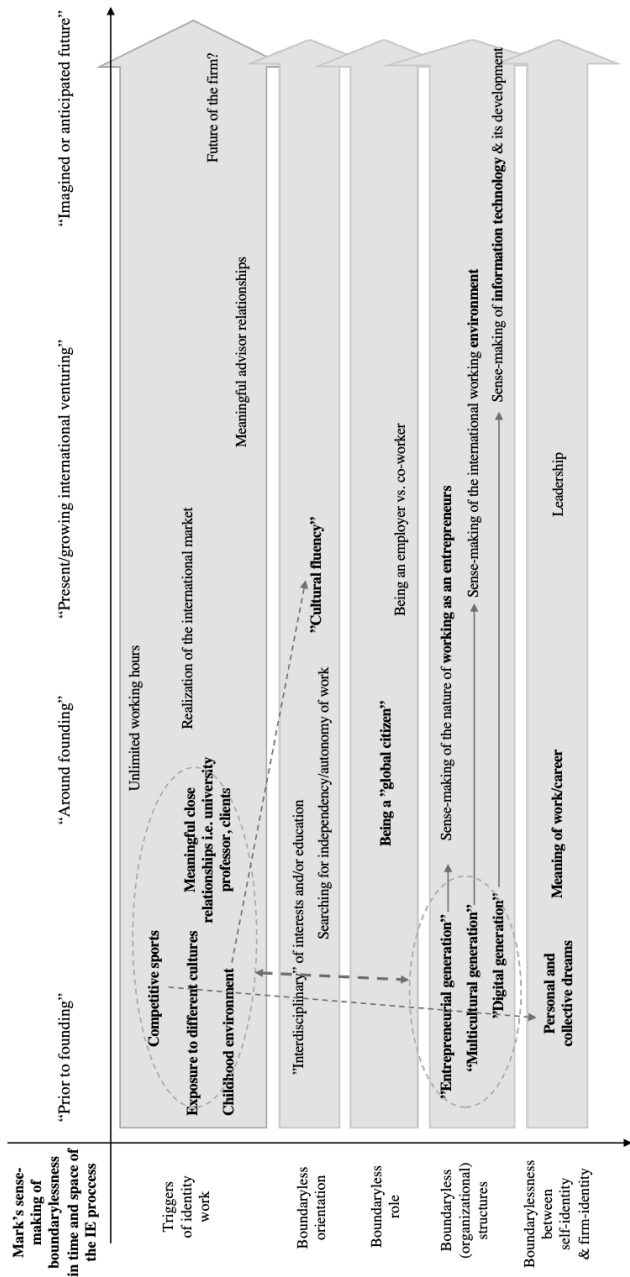 Mark's sense-
making of
boundarylessness
in time and space of
the IE proccess
“Prior to founding”
“Around founding”
“Present/growing international venturing”
“Imagined or anticipated future”
Triggers
of identity
work
Unlimited working hours
Competitive sports
Exposure to different cultures
Childhood environment
Meaningful close
relationships i.e. university
professor, clients
Realization of the international market
Meaningful advisor relationships
Future of the firm?
Boundaryless
orientation
”Interdisciplinary” of interests and/or education
Searching for independency/autonomy of work
”Cultural fluency”
Boundaryless
role
Being a ”global citizen”
Being an employer vs. co-worker
Boundaryless
(organizational)
structures
”Entrepreneurial generation”
“Multicultural generation”
”Digital generation”
Sense-making of the nature of working as an entrepreneurs
Sense-making of the international working environment
Sense-making of information technology & its development
Boundarylessness
between
self-identity
& firm-identity
Personal and
collective dreams
Meaning of work/career
Leadership